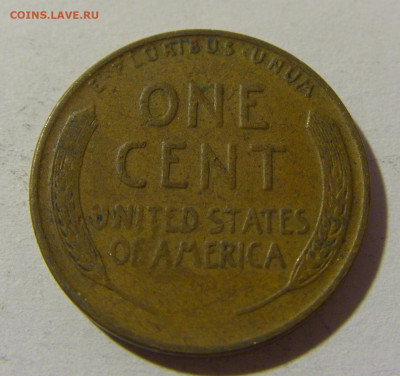 COINS.LAVE.RU
E·PLURIBUS·UNUM
ONE
CENT
UNITED STATES
OF AMERICA